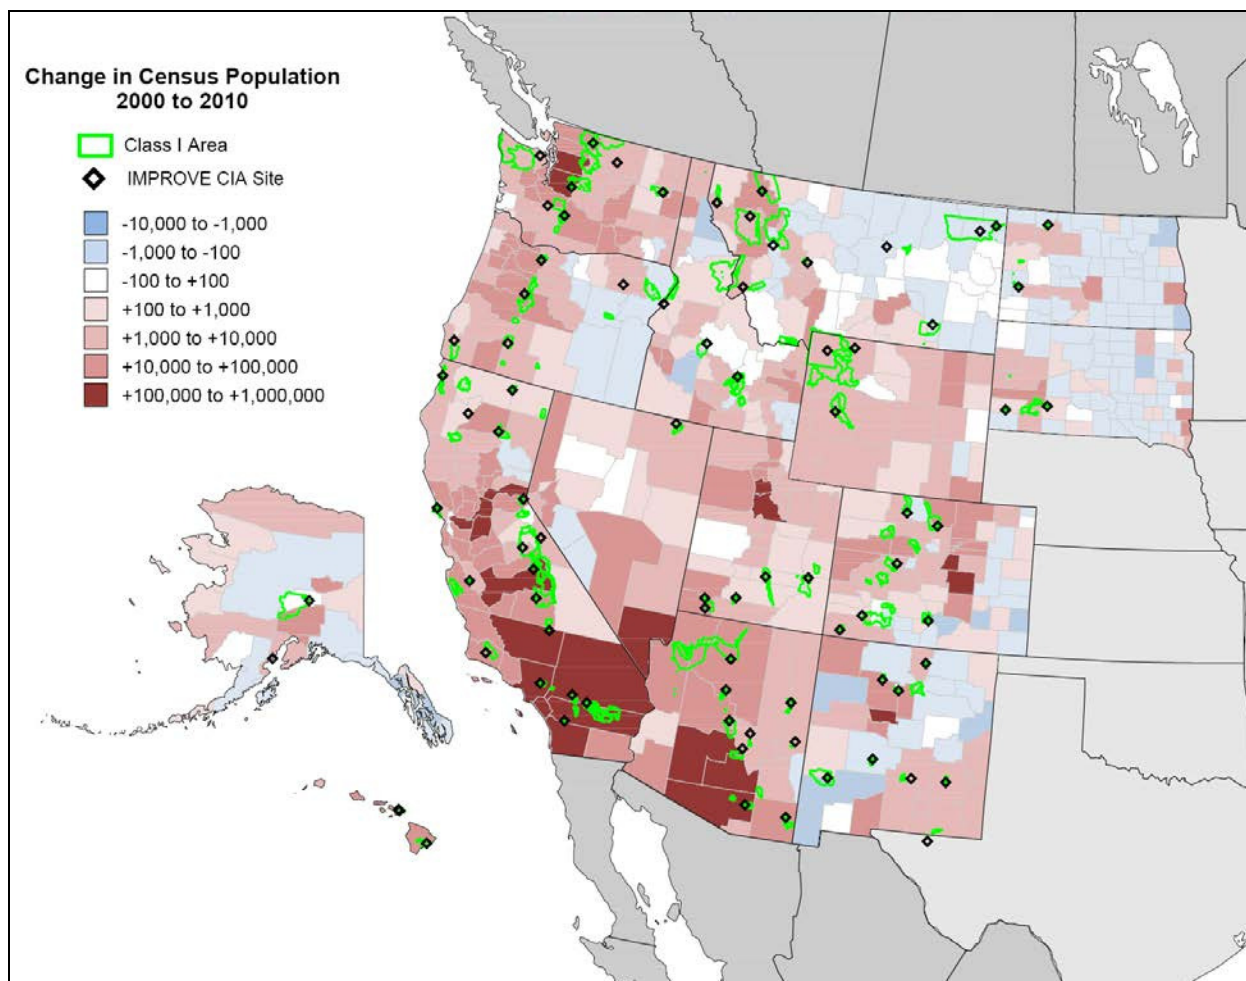 Change in Census Population
2000 to 2010
Class I Area
IMPROVE CIA Site
-10,000 to -1,000
-1,000 to -100
-100 to +100
+100 to +1,000
+1,000 to +10,000
+10,000 to +100,000
+100,000 to +1,000,000